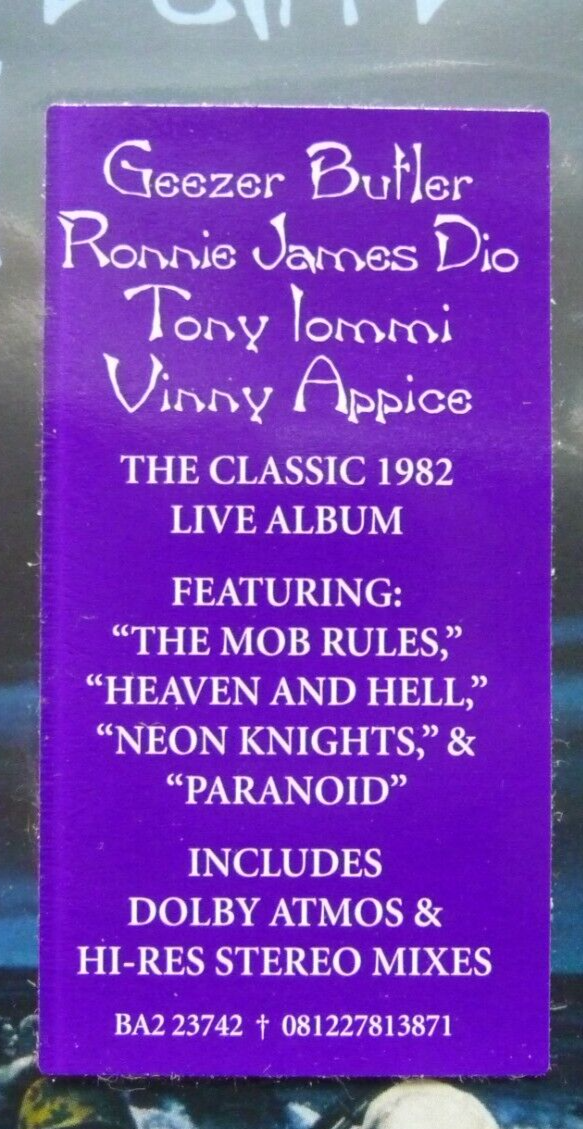 Geezer Butler
Ronnie James Dio
Tony Iommi
Vinny Appice
THE CLASSIC 1982
LIVE ALBUM
FEATURING:
“THE MOB RULES,”
“HEAVEN AND HELL,”
“NEON KNIGHTS,” &
“PARANOID”
INCLUDES
DOLBY ATMOS &
HI-RES STEREO MIXES
BA2 23742 † 081227813871